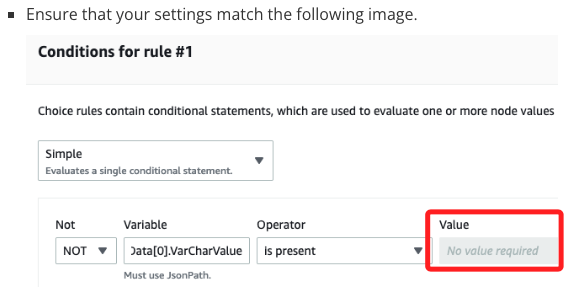 ▪ Ensure that your settings match the following image.
Conditions for rule #1
Choice rules contain conditional statements, which are used to evaluate one or more node values
Simple
Evaluates a single conditional statement.
Not Variable Operator Value
NOT Data[0].VarCharValue is present No value required
Must use JsonPath.